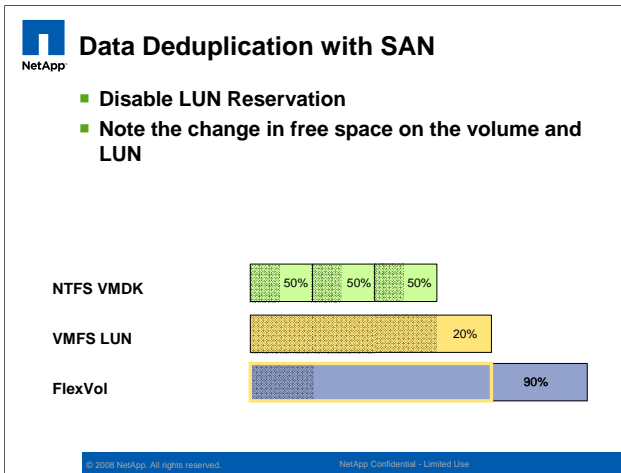 NetApp
Data Deduplication with SAN
Disable LUN Reservation
Note the change in free space on the volume and
LUN
NTFS VMDK
50%
50%
50%
VMFS LUN
20%
FlexVol
90%
© 2008 NetApp. All rights reserved.
NetApp Confidential - Limited Use